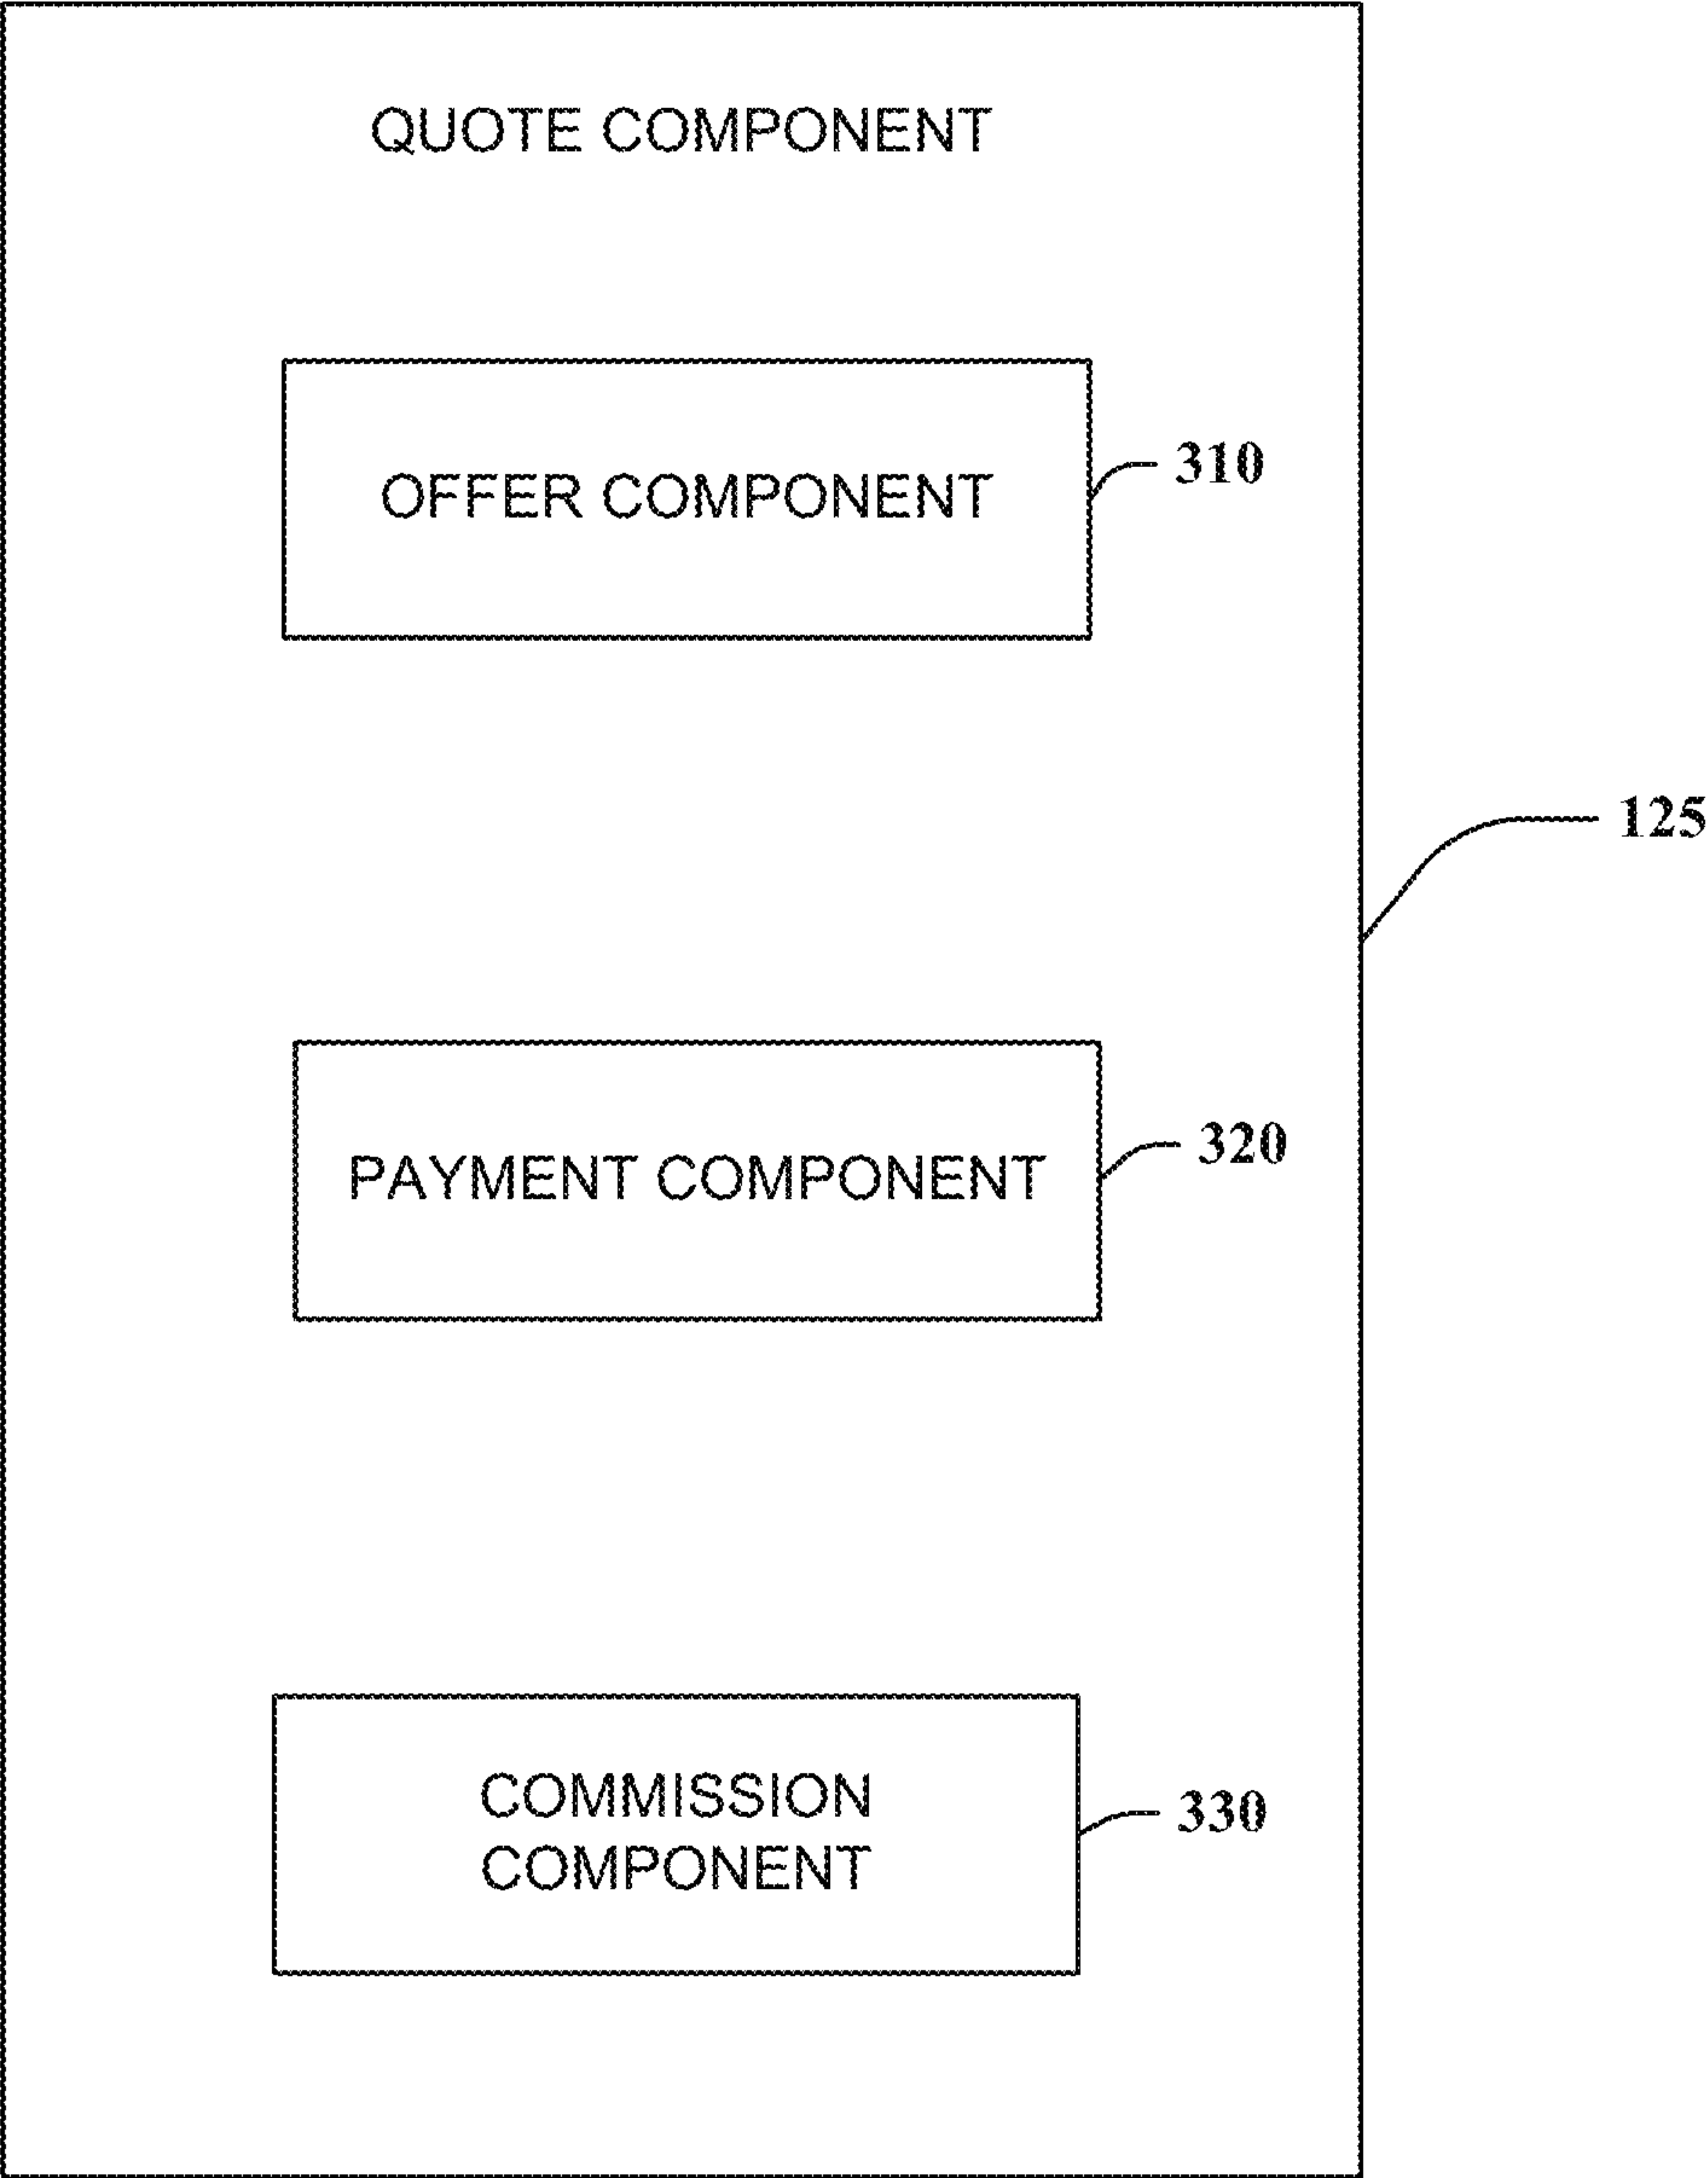 QUOTE COMPONENT
OFFER COMPONENT
310
125
PAYMENT COMPONENT
320
COMMISSION
COMPONENT
330